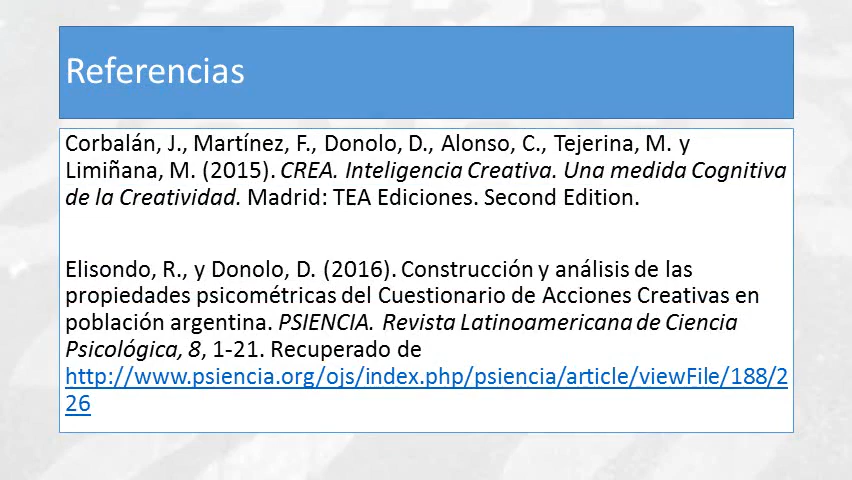 Referencias
Corbalán, J., Martínez, F., Donolo, D., Alonso, C., Tejerina, M. y
Limiñana, M. (2015). CREA. Inteligencia Creativa. Una medida Cognitiva
de la Creatividad. Madrid: TEA Ediciones. Second Edition.
Elisondo, R., y Donolo, D. (2016). Construcción y análisis de las
propiedades psicométricas del Cuestionario de Acciones Creativas en
población argentina. PSIENCIA. Revista Latinoamericana de Ciencia
Psicológica, 8, 1-21. Recuperado de
http://www.psiencia.org/ojs/index.php/psiencia/article/viewFile/188/2
26